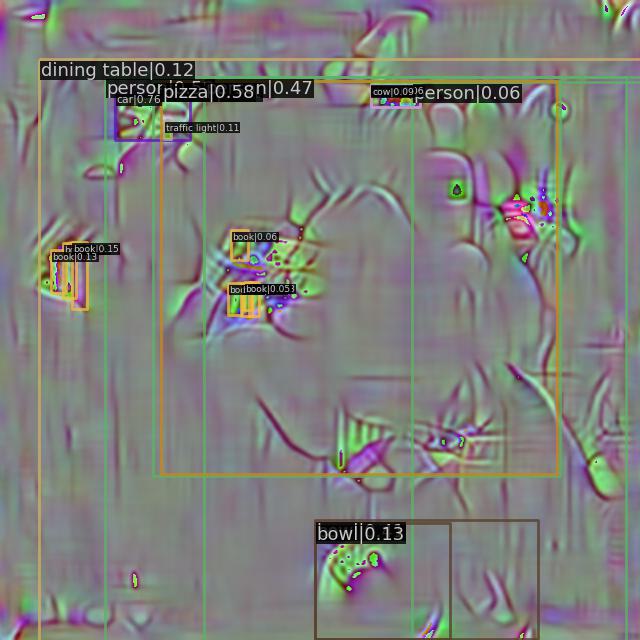 dining table|0.12
pizza|0.58
n|0.47
car|0.76
cow|0.09
erson|0.06
traffic light|0.11
book|0.06
book|0.15
book|0.13
book|0.05
bowl|0.13